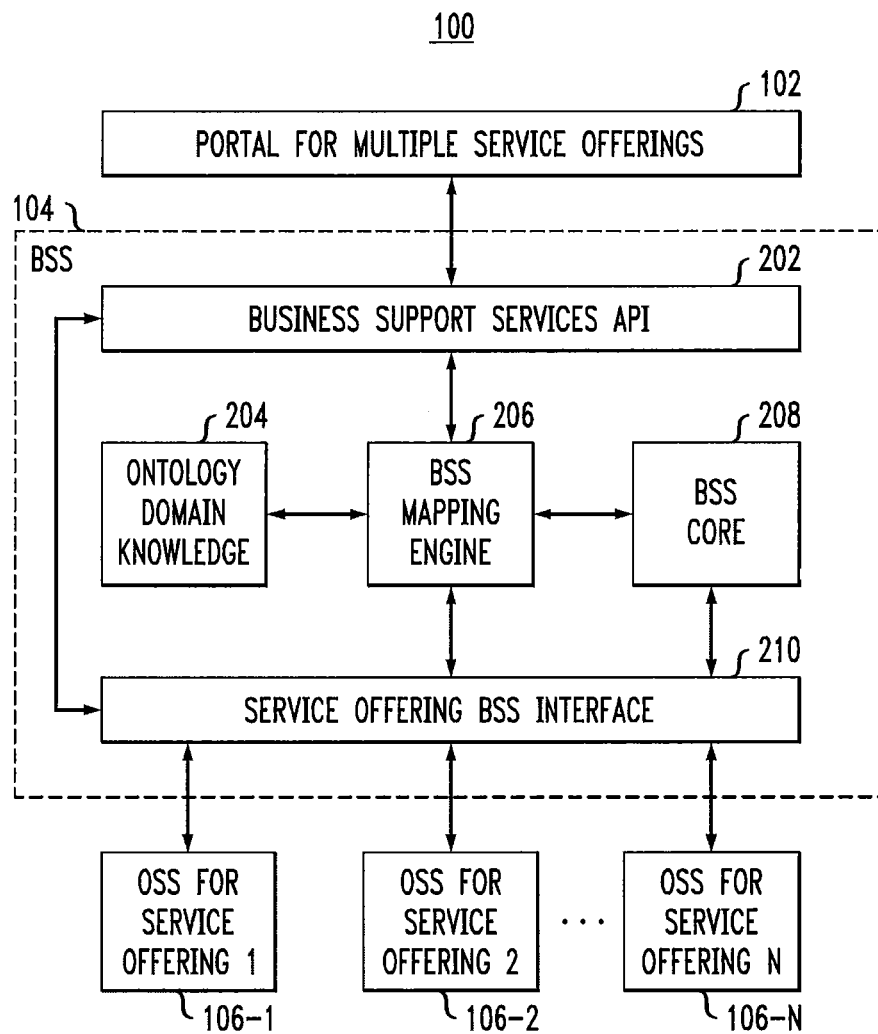 100
102
PORTAL FOR MULTIPLE SERVICE OFFERINGS
104
BSS
202
BUSINESS SUPPORT SERVICES API
204
ONTOLOGY
DOMAIN
KNOWLEDGE
206
BSS
MAPPING
ENGINE
208
BSS
CORE
210
SERVICE OFFERING BSS INTERFACE
OSS FOR
SERVICE
OFFERING 1
106-1
OSS FOR
SERVICE
OFFERING 2
106-2
. . .
OSS FOR
SERVICE
OFFERING N
106-N